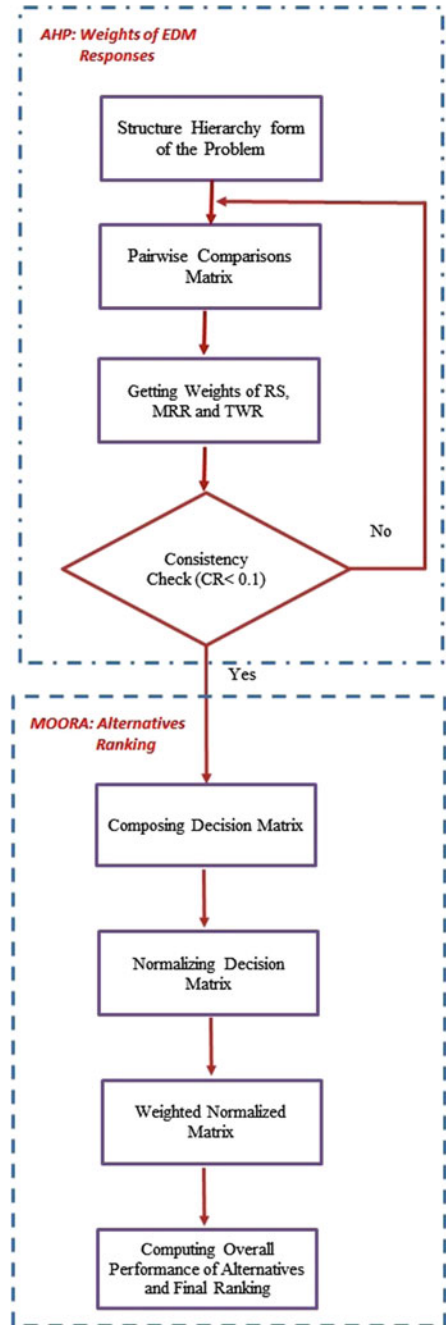 AHP: Weights of EDM
Responses
Structure Hierarchy form
of the Problem
Pairwise Comparisons
Matrix
Getting Weights of RS,
MRR and TWR
Consistency
Check (CR< 0.1)
No
Yes
MOORA: Alternatives
Ranking
Composing Decision Matrix
Normalizing Decision
Matrix
Weighted Normalized
Matrix
Computing Overall
Performance of Alternatives
and Final Ranking